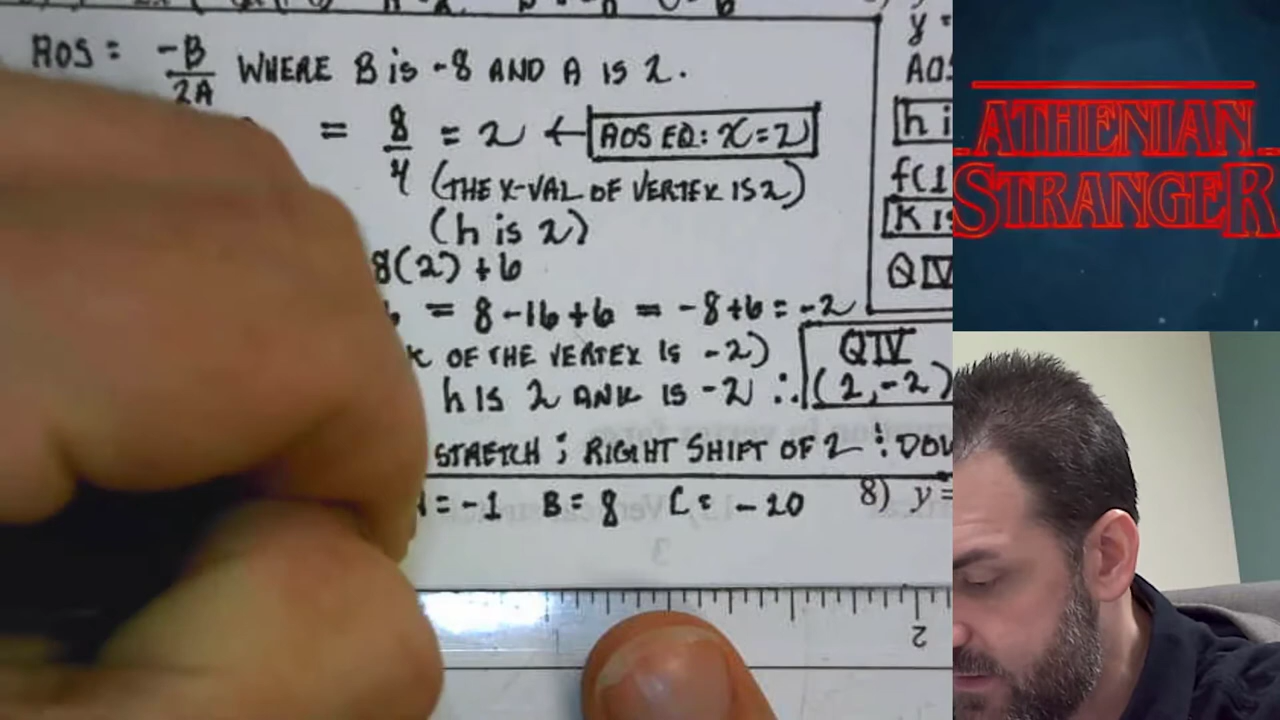 AOS = -B/2A WHERE B is -8 AND A IS 2.
= 8/4 = 2 ← AOS EQ: X=2
(THE X-VAL OF VERTEX IS 2)
(h is 2)
8(2) + 6
= 8-16+6 = -8+6 = -2
OF THE VERTEX IS -2)
h IS 2 ANK IS -2 ∴
QIV
(2,-2)
STRETCH ; RIGHT SHIFT OF 2 ;
= -1 B = 8 C = -20
8) y =
y =
AOS
h i
f(1
K IS
QIV
2
ATHENIAN
STRANGER